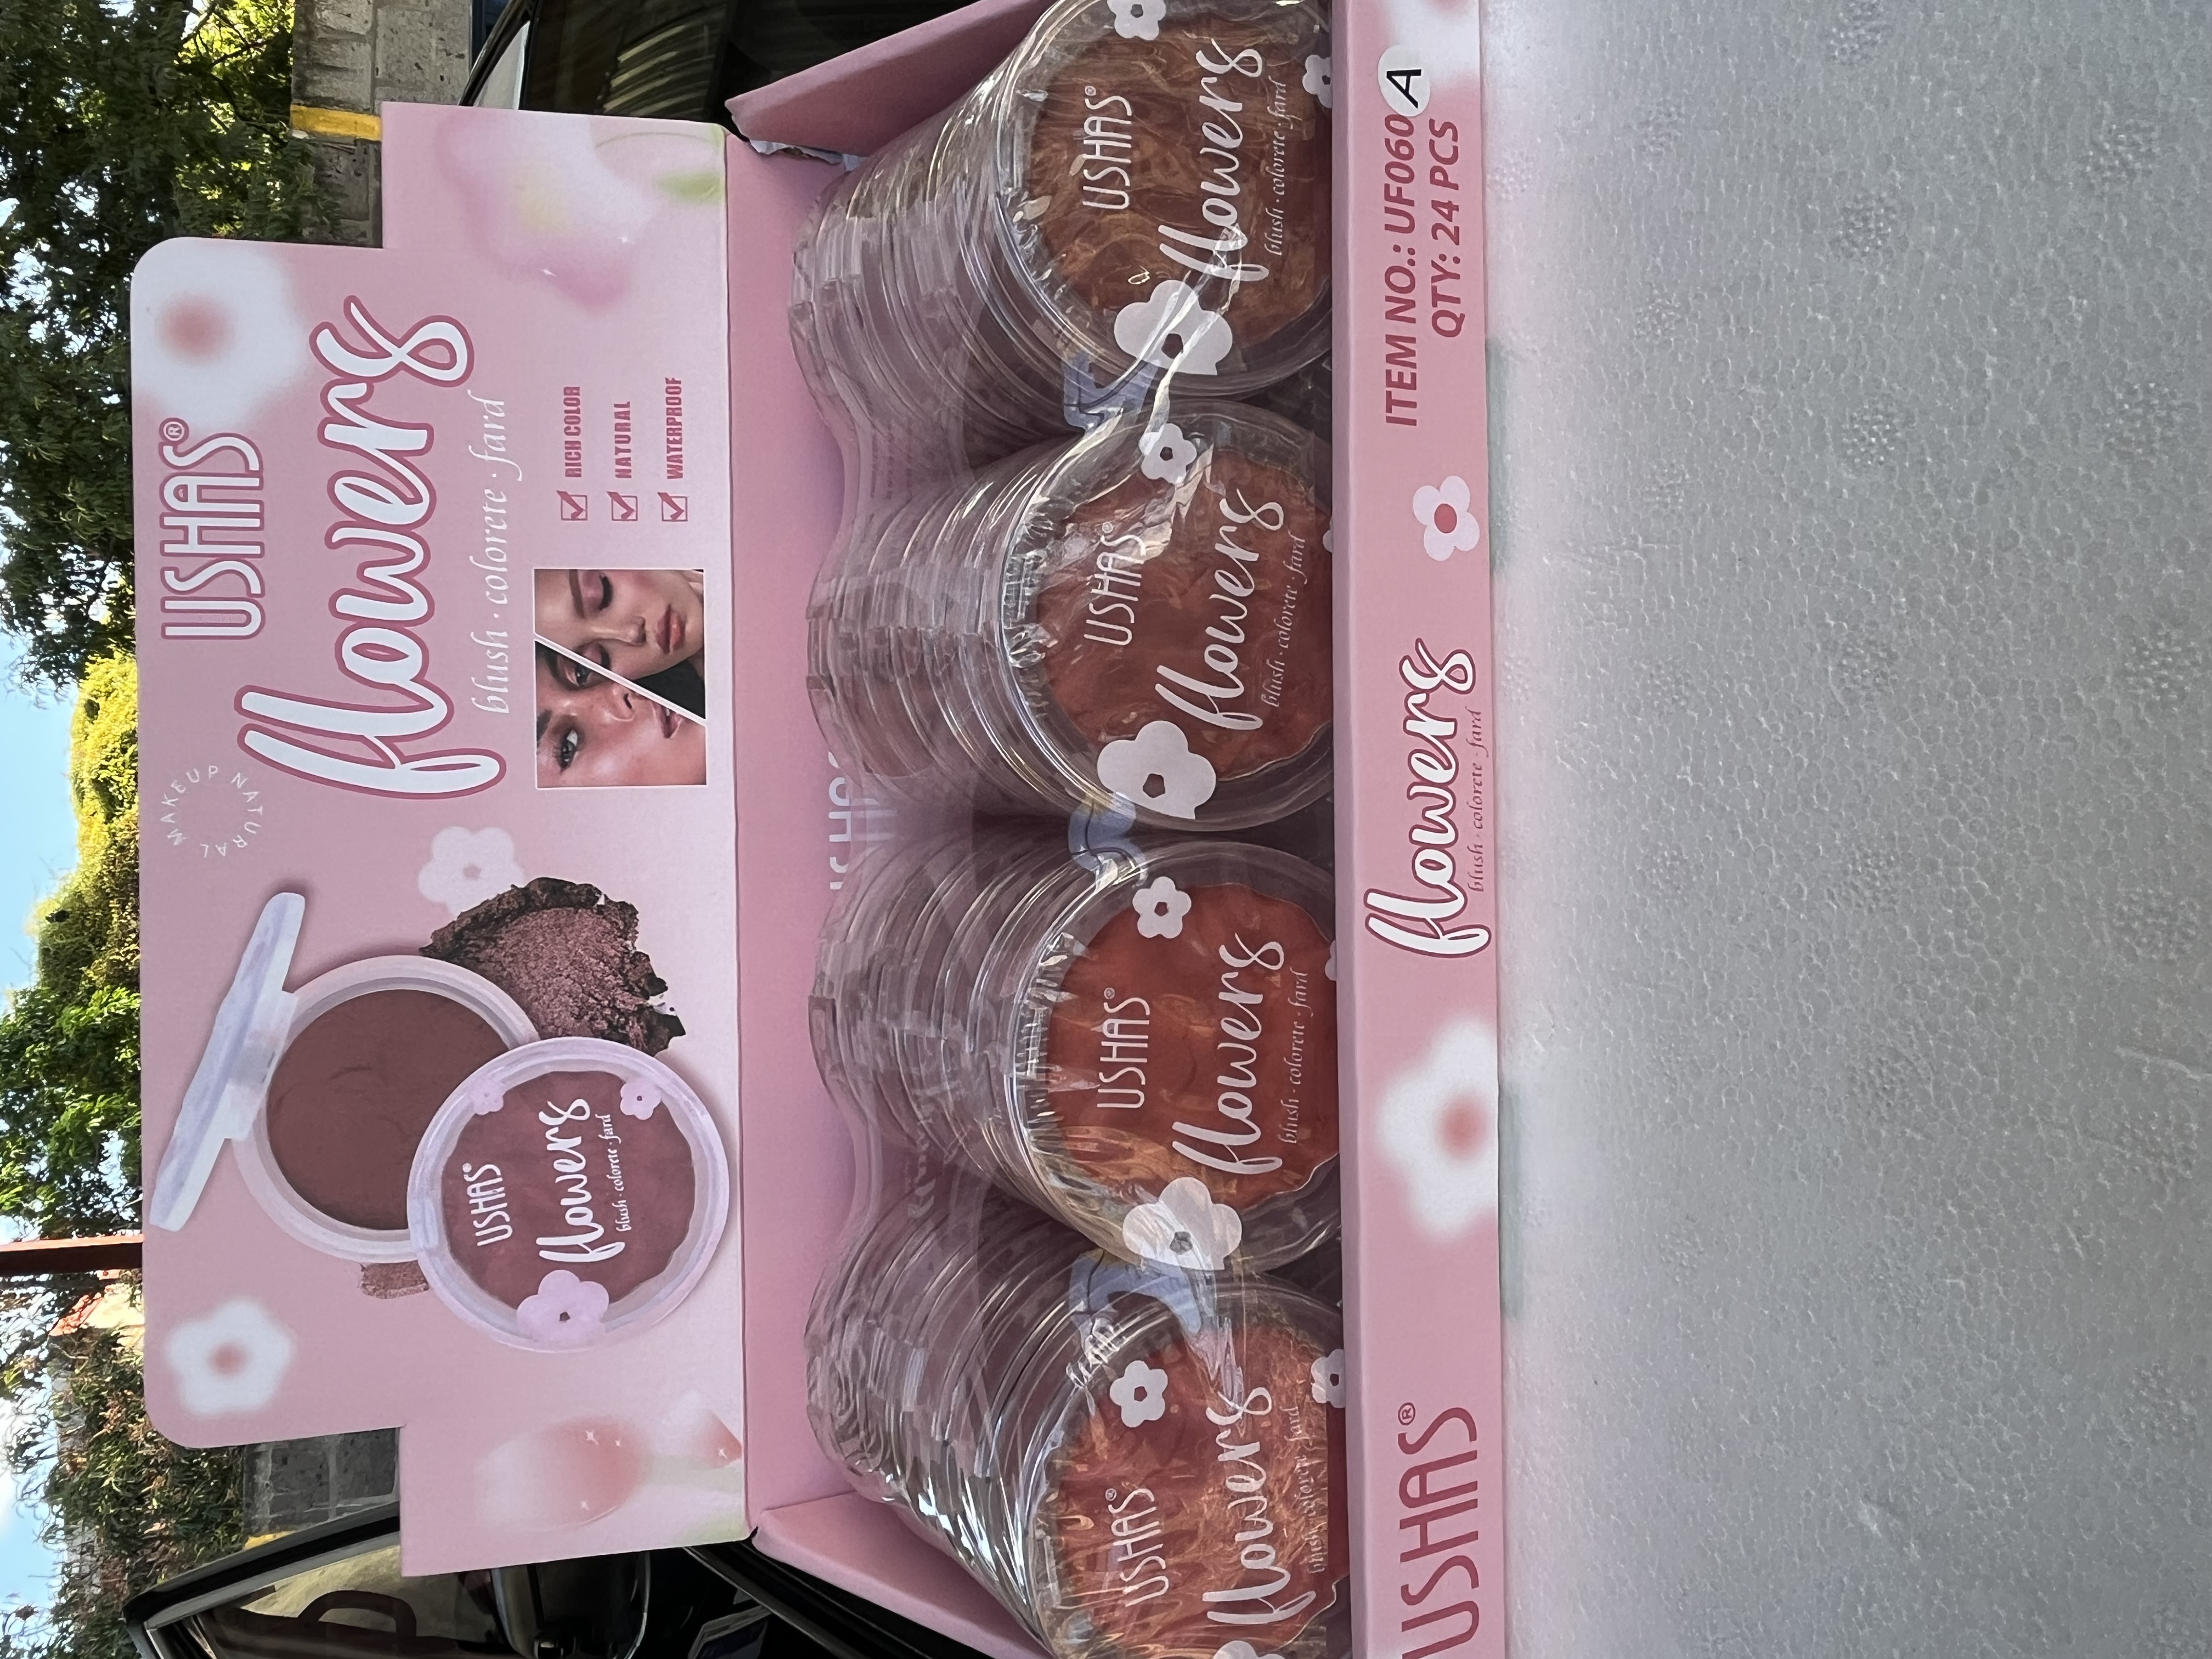 USHAS®
MAKEUP NATURAL
flowers
blush · colorete · fard
RICH COLOR
NATURAL
WATERPROOF
USHAS®
flowers
blush · colorete · fard
USHAS
USHAS®
flowers
blush · colorete · fard
USHAS®
flowers
blush · colorete · fard
USHAS®
flowers
blush · colorete · fard
USHAS®
flowers
blush · colorete · fard
USHAS®
flowers
blush · colorete · fard
ITEM NO.: UF060 A
QTY: 24 PCS